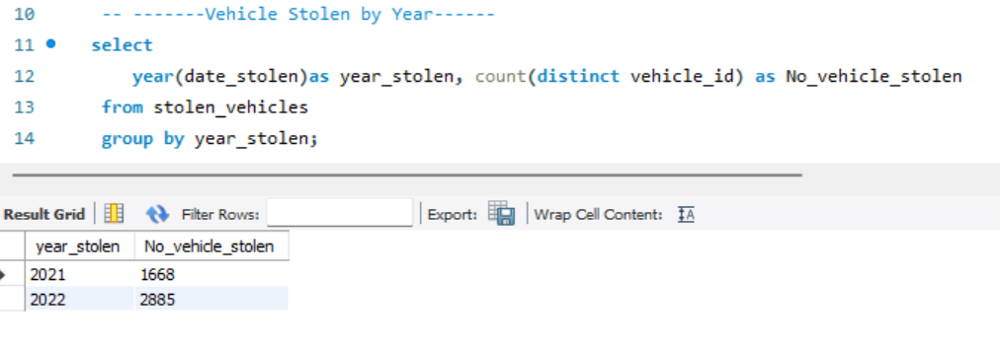 10 -- -------Vehicle Stolen by Year------
11 select
12 year(date_stolen)as year_stolen, count(distinct vehicle_id) as No_vehicle_stolen
13 from stolen_vehicles
14 group by year_stolen;
Result Grid Filter Rows: Export: Wrap Cell Content: IA
year_stolen No_vehicle_stolen
2021 1668
2022 2885